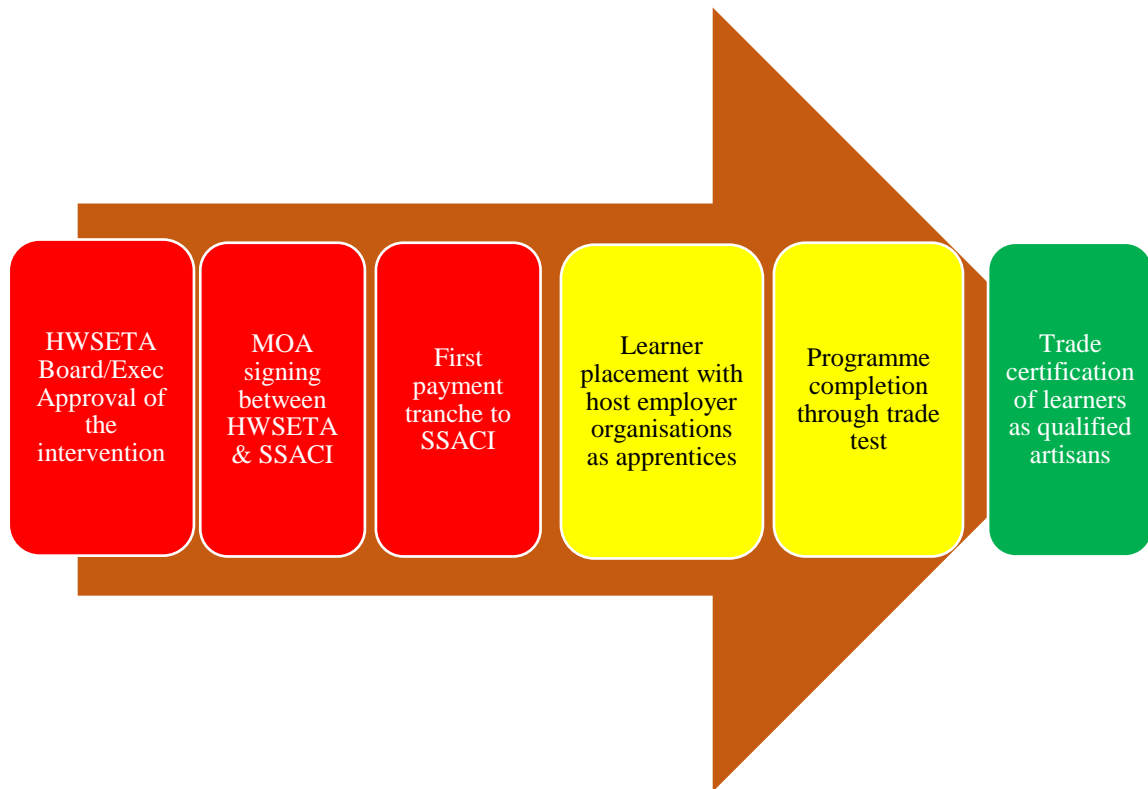 HWSETA
Board/Exec
Approval of
the
intervention
MOA
signing
between
HWSETA
& SSACI
First
payment
tranche to
SSACI
Learner
placement with
host employer
organisations
as apprentices
Programme
completion
through trade
test
Trade
certification
of learners
as qualified
artisans